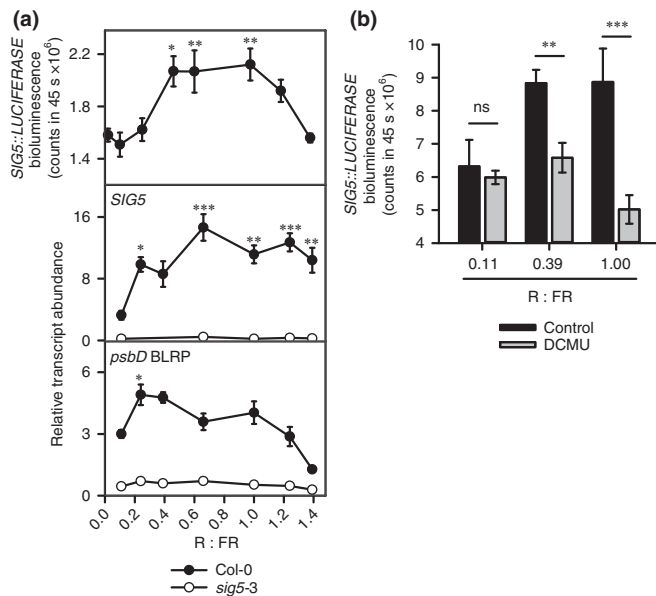 (a)
SIG5::LUCIFERASE
bioluminescence
(counts in 45 s ×10⁶)
2.2
1.8
1.4
* ** **
SIG5
16
8
0
* *** ** *** **
psbD BLRP
6
3
0
*
Relative transcript abundance
0.0 0.2 0.4 0.6 0.8 1.0 1.2 1.4
R : FR
Col-0
sig5-3
(b)
SIG5::LUCIFERASE
bioluminescence
(counts in 45 s ×10⁶)
10
9
8
7
6
5
4
ns ** ***
0.11 0.39 1.00
R : FR
Control
DCMU